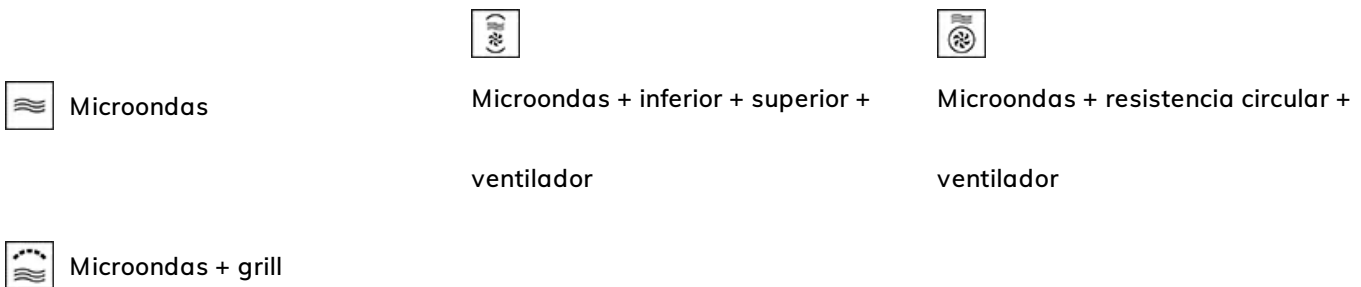 Microondas
Microondas + inferior + superior +
ventilador
Microondas + resistencia circular +
ventilador
Microondas + grill